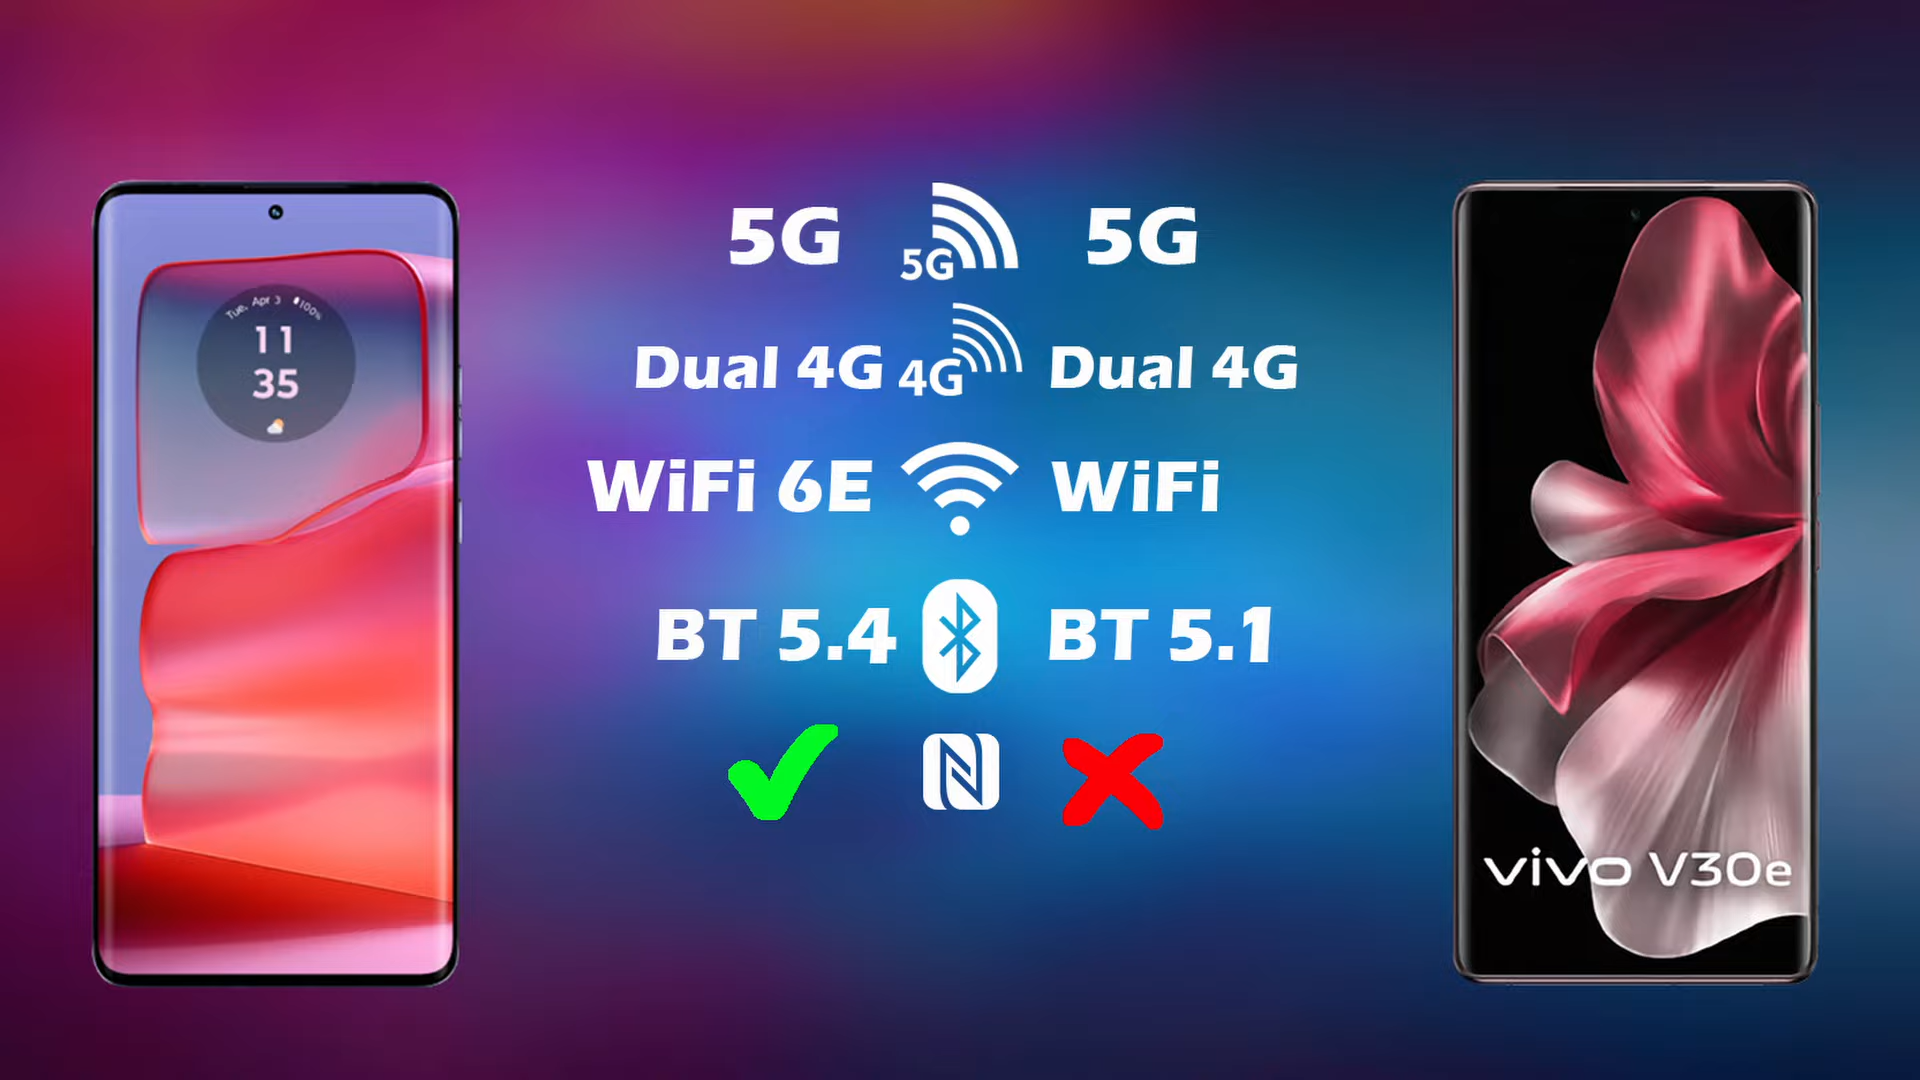 5G 5G 5G
Dual 4G 4G Dual 4G
WiFi 6E WiFi
BT 5.4 BT 5.1
Tue, Apr 3 100%
11
35
vivo V30e